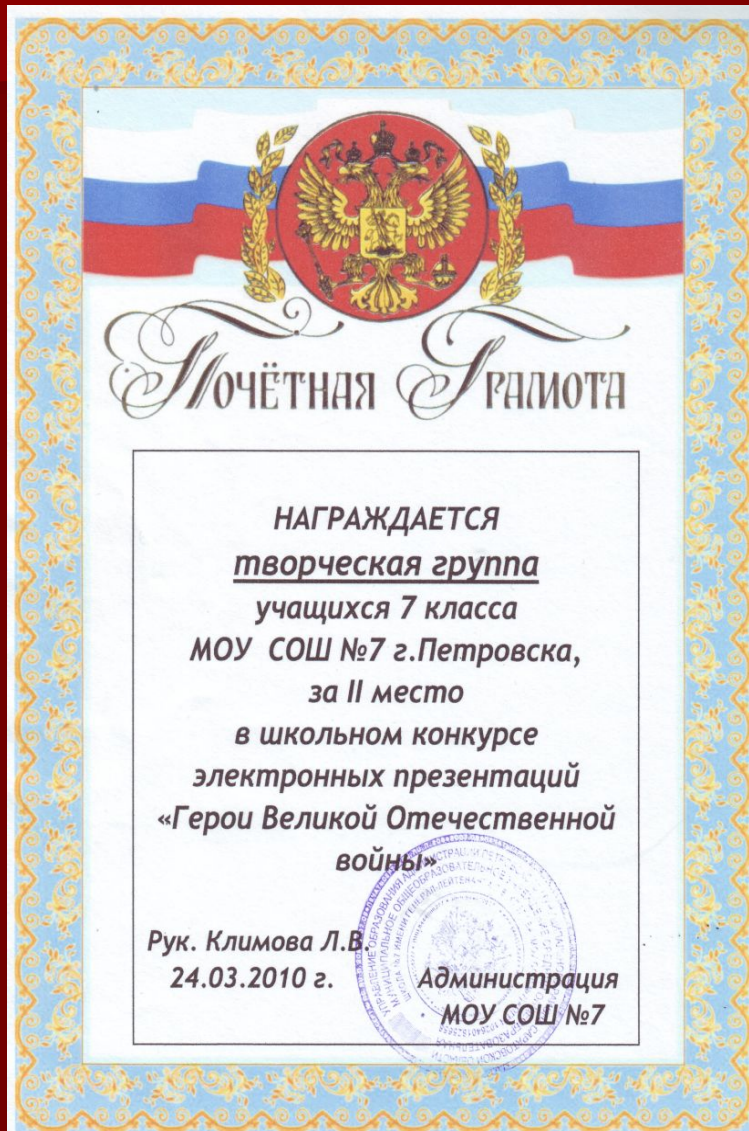 Почётная Грамота
НАГРАЖДАЕТСЯ
творческая группа
учащихся 7 класса
МОУ СОШ №7 г.Петровска,
за II место
в школьном конкурсе
электронных презентаций
«Герои Великой Отечественной
войны»
Рук. Климова Л.В.
24.03.2010 г.
Администрация
МОУ СОШ №7